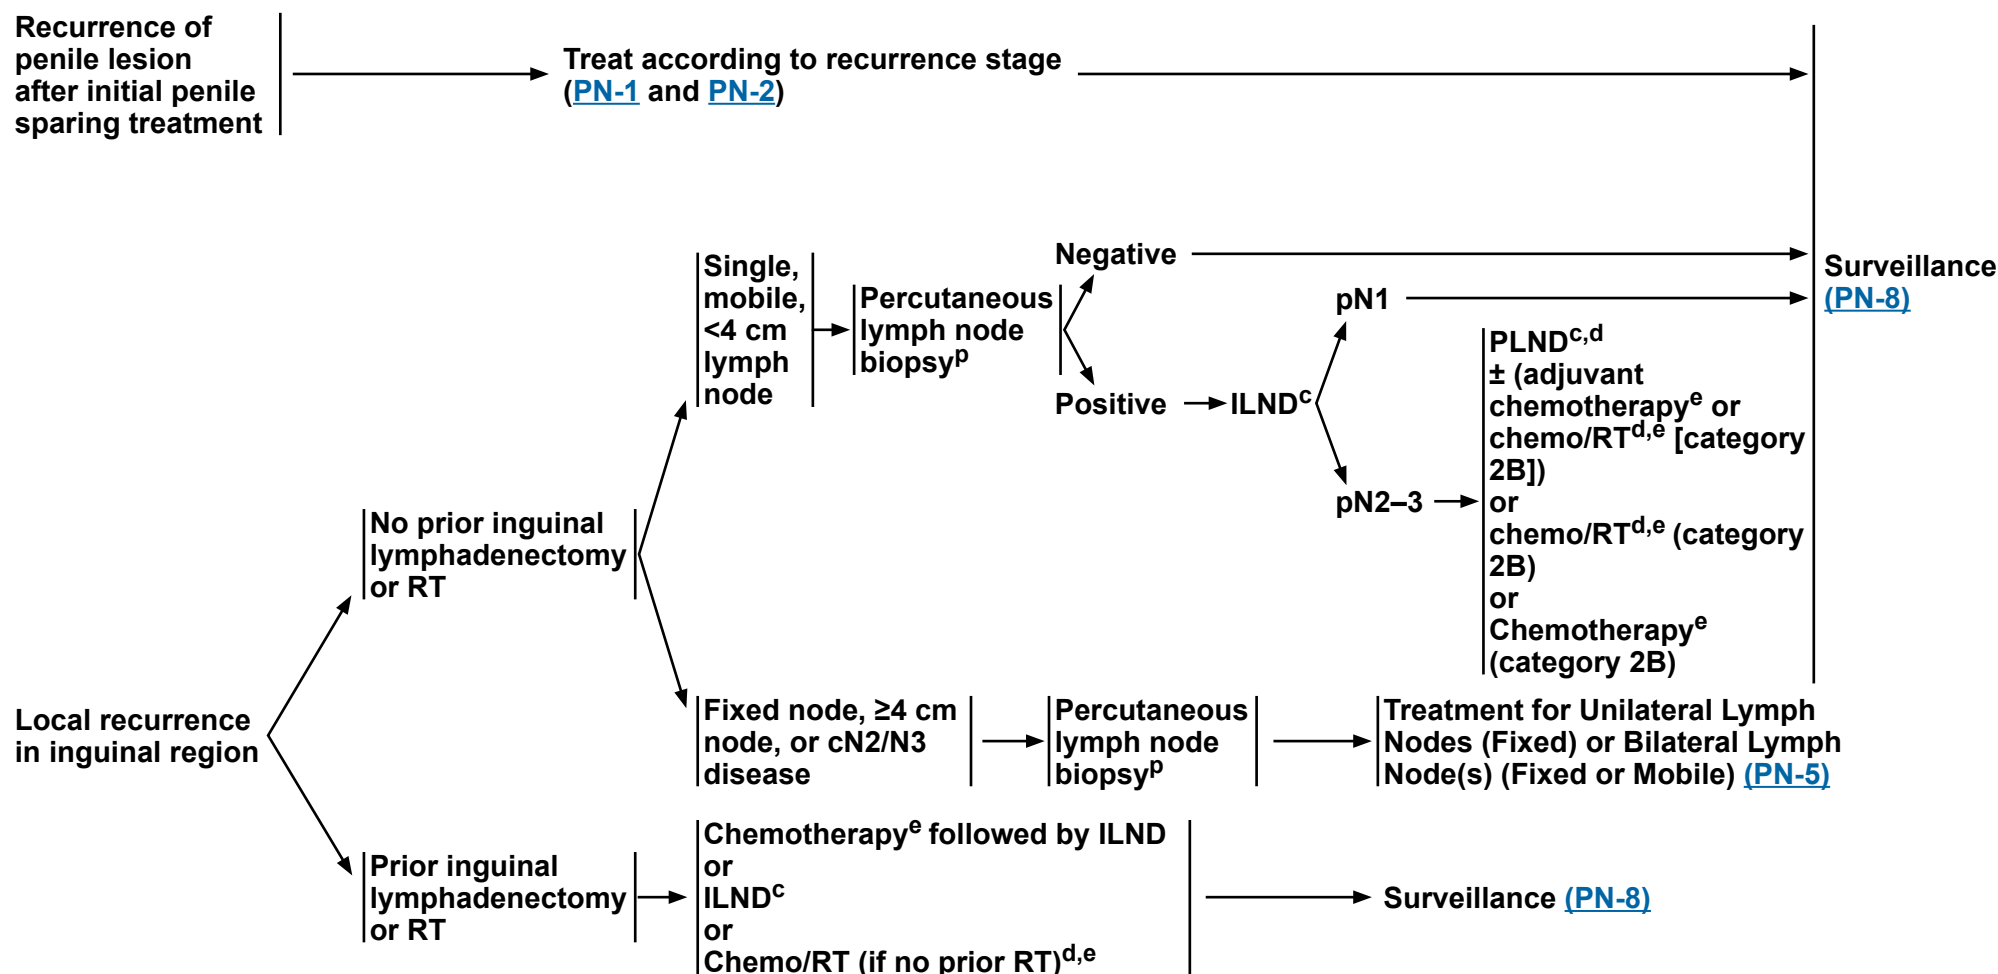 Recurrence of
penile lesion
after initial penile
sparing treatment
Treat according to recurrence stage
(PN-1 and PN-2)
Surveillance
(PN-8)
Local recurrence
in inguinal region
No prior inguinal
lymphadenectomy
or RT
Single,
mobile,
<4 cm
lymph
node
Percutaneous
lymph node
biopsyp
Negative
Positive
ILNDc
pN1
pN2–3
PLNDc,d
± (adjuvant
chemotherapye or
chemo/RTd,e [category
2B])
or
chemo/RTd,e (category
2B)
or
Chemotherapye
(category 2B)
Fixed node, ≥4 cm
node, or cN2/N3
disease
Percutaneous
lymph node
biopsyp
Treatment for Unilateral Lymph
Nodes (Fixed) or Bilateral Lymph
Node(s) (Fixed or Mobile) (PN-5)
Prior inguinal
lymphadenectomy
or RT
Chemotherapye followed by ILND
or
ILNDc
or
Chemo/RT (if no prior RT)d,e
Surveillance (PN-8)